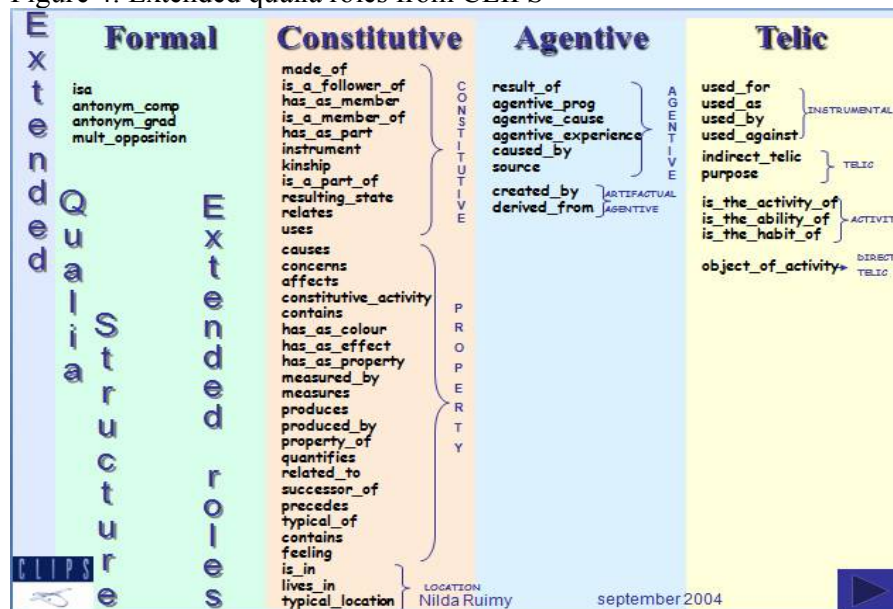 Figure 4: Extended qualia roles from CLIPS
Extended
Qualia
Structure
Extended roles
Formal
isa
antonym_comp
antonym_grad
mult_opposition
Constitutive
made_of
is_a_follower_of
has_as_member
is_a_member_of
has_as_part
instrument
kinship
is_a_part_of
resulting_state
relates
uses
CONSTITUTIVE
causes
concerns
affects
constitutive_activity
contains
has_as_colour
has_as_effect
has_as_property
measured_by
measures
produces
produced_by
property_of
quantifies
related_to
successor_of
precedes
typical_of
contains
feeling
PROPERTY
is_in
lives_in
typical_location
LOCATION
Agentive
result_of
agentive_prog
agentive_cause
agentive_experience
caused_by
source
AGENTIVE
created_by
derived_from
ARTIFACTUAL
AGENTIVE
Telic
used_for
used_as
used_by
used_against
INSTRUMENTAL
indirect_telic
purpose
TELIC
is_the_activity_of
is_the_ability_of
is_the_habit_of
ACTIVIT
object_of_activity
DIRECT
TELIC
CLIPS
Nilda Ruimy
september 2004